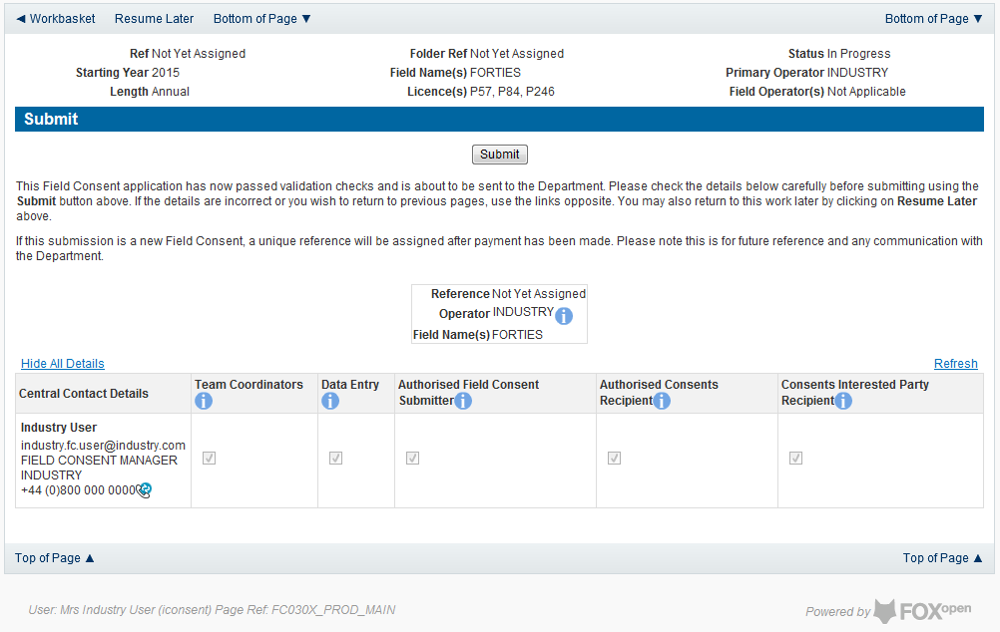 ◄ Workbasket Resume Later Bottom of Page ▼ Bottom of Page ▼
Ref Not Yet Assigned Folder Ref Not Yet Assigned Status In Progress
Starting Year 2015 Field Name(s) FORTIES Primary Operator INDUSTRY
Length Annual Licence(s) P57, P84, P246 Field Operator(s) Not Applicable
Submit
Submit
This Field Consent application has now passed validation checks and is about to be sent to the Department. Please check the details below carefully before submitting using the
Submit button above. If the details are incorrect or you wish to return to previous pages, use the links opposite. You may also return to this work later by clicking on Resume Later
above.
If this submission is a new Field Consent, a unique reference will be assigned after payment has been made. Please note this is for future reference and any communication with
the Department.
Reference Not Yet Assigned
Operator INDUSTRY
Field Name(s) FORTIES
Hide All Details Refresh
Central Contact Details
Team Coordinators
Data Entry
Authorised Field Consent
Submitter
Authorised Consents
Recipient
Consents Interested Party
Recipient
Industry User
industry.fc.user@industry.com
FIELD CONSENT MANAGER
INDUSTRY
+44 (0)800 000 0000
Top of Page ▲ Top of Page ▲
User: Mrs Industry User (iconsent) Page Ref: FC030X_PROD_MAIN
Powered by FOXopen